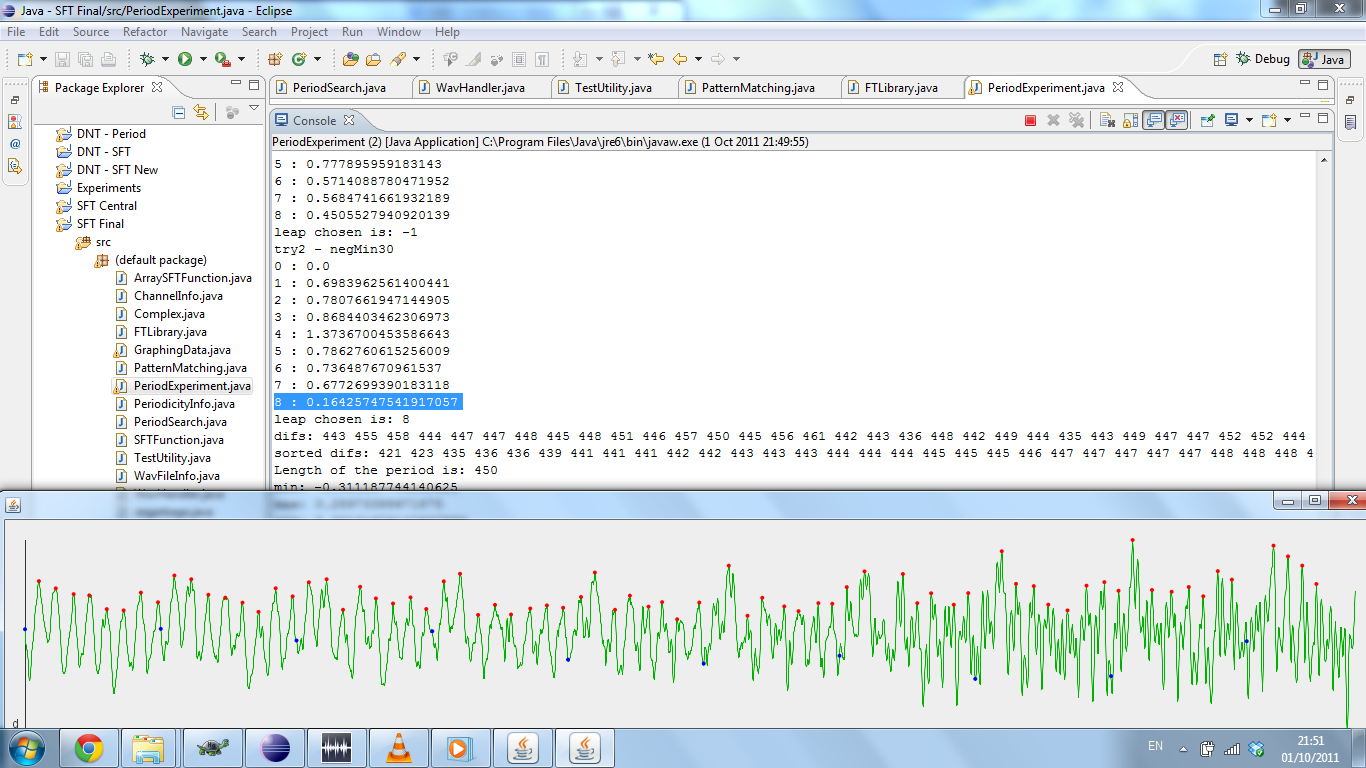 Java - SFT Final/src/PeriodExperiment.java - Eclipse
File Edit Source Refactor Navigate Search Project Run Window Help
Debug Java
Package Explorer
PeriodSearch.java WavHandler.java TestUtility.java PatternMatching.java FTLibrary.java PeriodExperiment.java
DNT - Period
DNT - SFT
DNT - SFT New
Experiments
SFT Central
SFT Final
src
(default package)
ArraySFTFunction.java
ChannelInfo.java
Complex.java
FTLibrary.java
GraphingData.java
PatternMatching.java
PeriodExperiment.java
PeriodicityInfo.java
PeriodSearch.java
SFTFunction.java
TestUtility.java
WavFileInfo.java
Console
PeriodExperiment (2) [Java Application] C:\Program Files\Java\jre6\bin\javaw.exe (1 Oct 2011 21:49:55)
5 : 0.777895959183143
6 : 0.5714088780471952
7 : 0.5684741661932189
8 : 0.4505527940920139
leap chosen is: -1
try2 - negMin30
0 : 0.0
1 : 0.6983962561400441
2 : 0.7807661947144905
3 : 0.8684403462306973
4 : 1.3736700453586643
5 : 0.7862760615256009
6 : 0.736487670961537
7 : 0.6772699390183118
8 : 0.16425747541917057
leap chosen is: 8
difs: 443 455 458 444 447 447 448 445 448 451 446 457 450 445 456 461 442 443 436 448 442 449 444 435 443 449 447 447 452 452 444
sorted difs: 421 423 435 436 436 439 441 441 441 442 442 443 443 443 444 444 444 445 445 445 446 447 447 447 447 447 448 448 448 4
Length of the period is: 450
min: -0.311187744140625
d
EN
21:51
01/10/2011